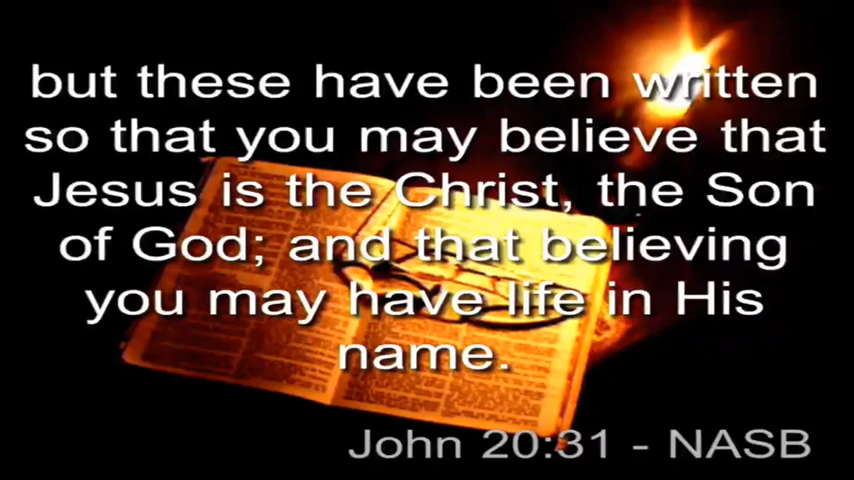 but these have been written
so that you may believe that
Jesus is the Christ, the Son
of God; and that believing
you may have life in His
name.
John 20:31 - NASB